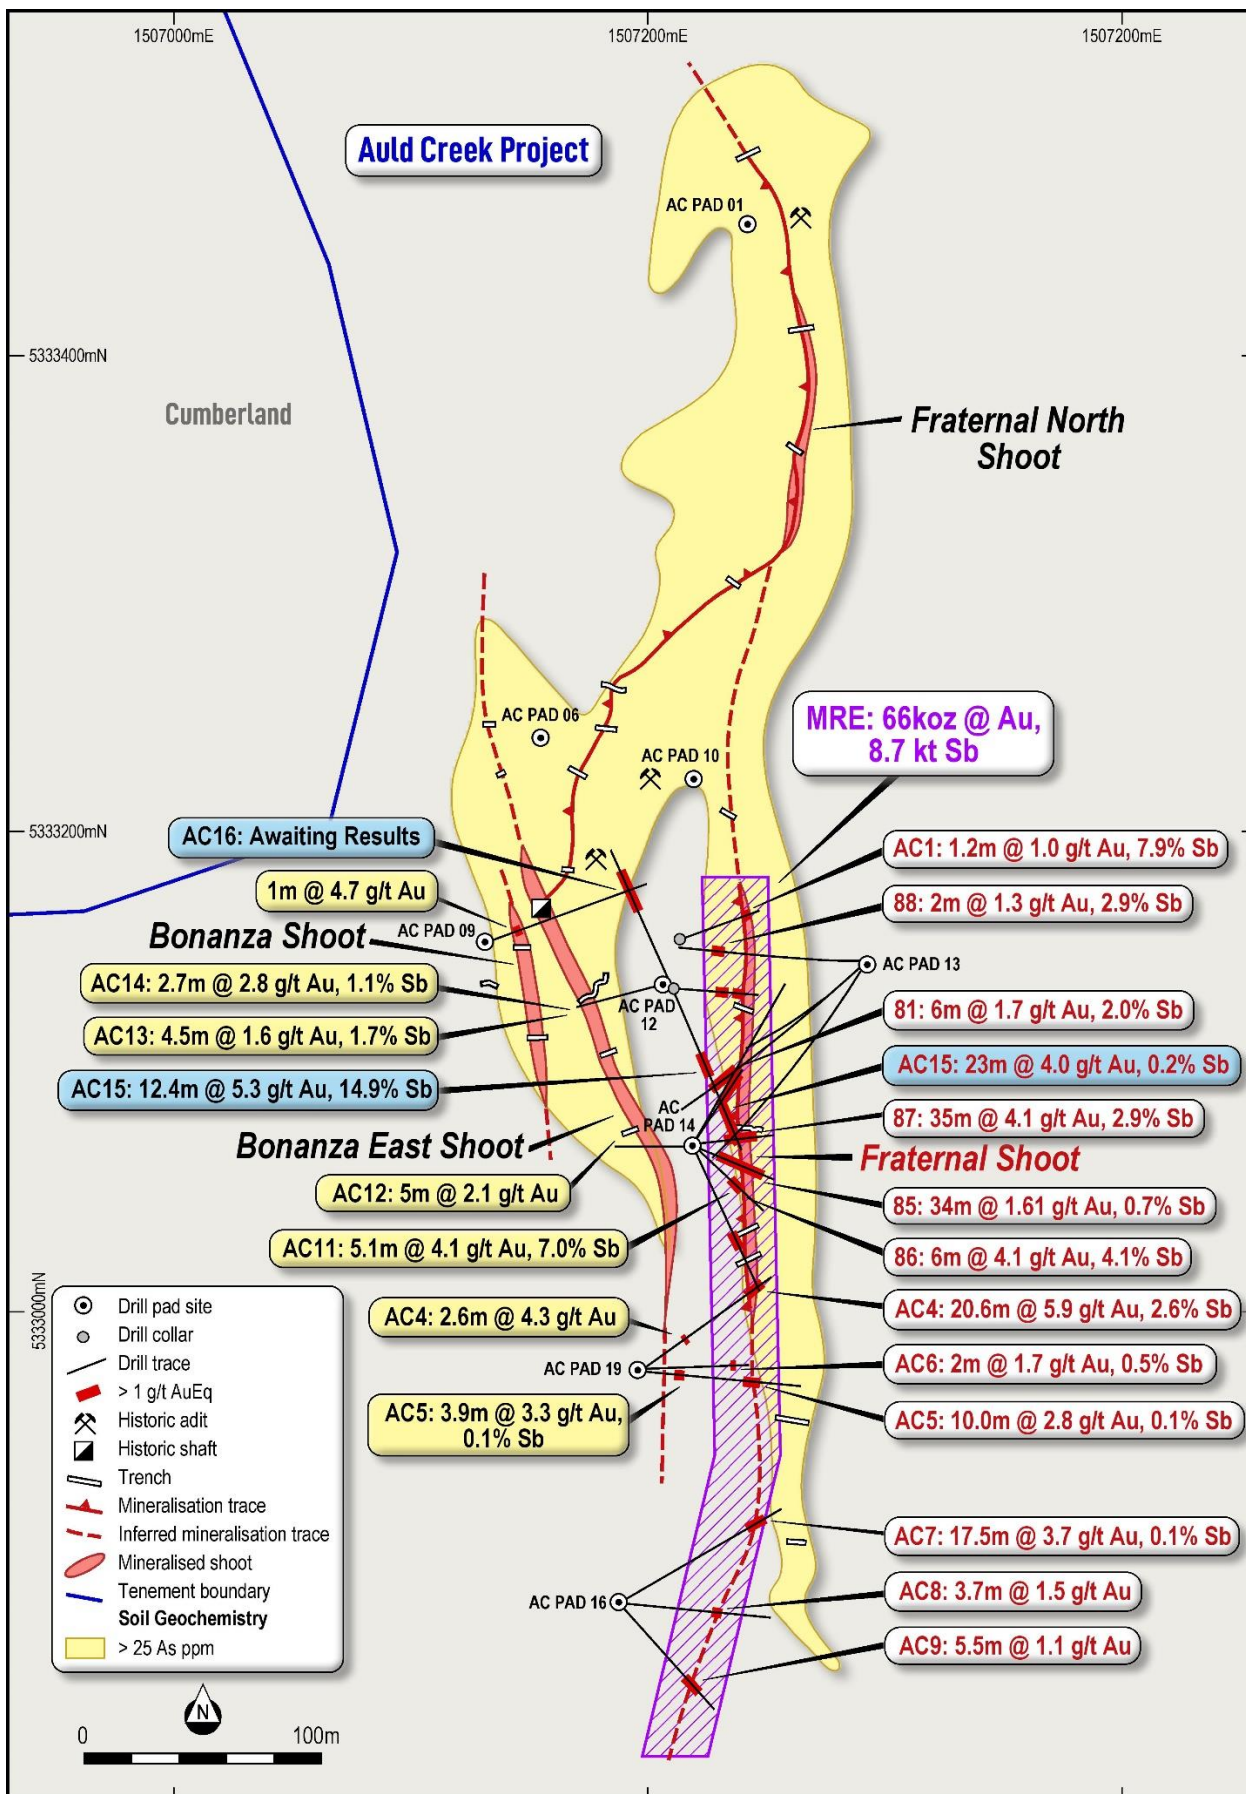 1507000mE
1507200mE
1507200mE
Auld Creek Project
AC PAD 01
5333400mN
Cumberland
Fraternal North
Shoot
AC PAD 06
MRE: 66koz @ Au,
8.7 kt Sb
AC PAD 10
5333200mN
AC16: Awaiting Results
AC1: 1.2m @ 1.0 g/t Au, 7.9% Sb
1m @ 4.7 g/t Au
88: 2m @ 1.3 g/t Au, 2.9% Sb
AC PAD 09
Bonanza Shoot
AC PAD 13
AC14: 2.7m @ 2.8 g/t Au, 1.1% Sb
AC PAD
12
81: 6m @ 1.7 g/t Au, 2.0% Sb
AC13: 4.5m @ 1.6 g/t Au, 1.7% Sb
AC15: 23m @ 4.0 g/t Au, 0.2% Sb
AC15: 12.4m @ 5.3 g/t Au, 14.9% Sb
AC
PAD 14
87: 35m @ 4.1 g/t Au, 2.9% Sb
Bonanza East Shoot
Fraternal Shoot
AC12: 5m @ 2.1 g/t Au
85: 34m @ 1.61 g/t Au, 0.7% Sb
AC11: 5.1m @ 4.1 g/t Au, 7.0% Sb
86: 6m @ 4.1 g/t Au, 4.1% Sb
5333000mN
AC4: 2.6m @ 4.3 g/t Au
AC4: 20.6m @ 5.9 g/t Au, 2.6% Sb
AC PAD 19
AC6: 2m @ 1.7 g/t Au, 0.5% Sb
AC5: 3.9m @ 3.3 g/t Au,
0.1% Sb
AC5: 10.0m @ 2.8 g/t Au, 0.1% Sb
AC7: 17.5m @ 3.7 g/t Au, 0.1% Sb
AC PAD 16
AC8: 3.7m @ 1.5 g/t Au
AC9: 5.5m @ 1.1 g/t Au
Drill pad site
Drill collar
Drill trace
> 1 g/t AuEq
Historic adit
Historic shaft
Trench
Mineralisation trace
Inferred mineralisation trace
Mineralised shoot
Tenement boundary
Soil Geochemistry
> 25 As ppm
N
0
100m